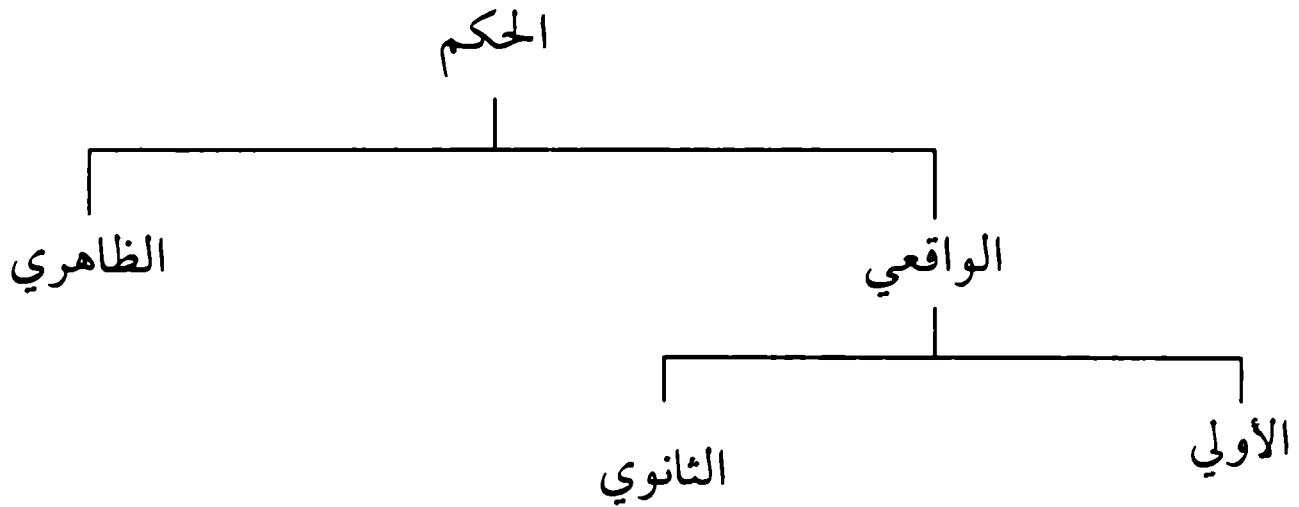 الحكم
الواقعي
الظاهري
الأولي
الثانوي